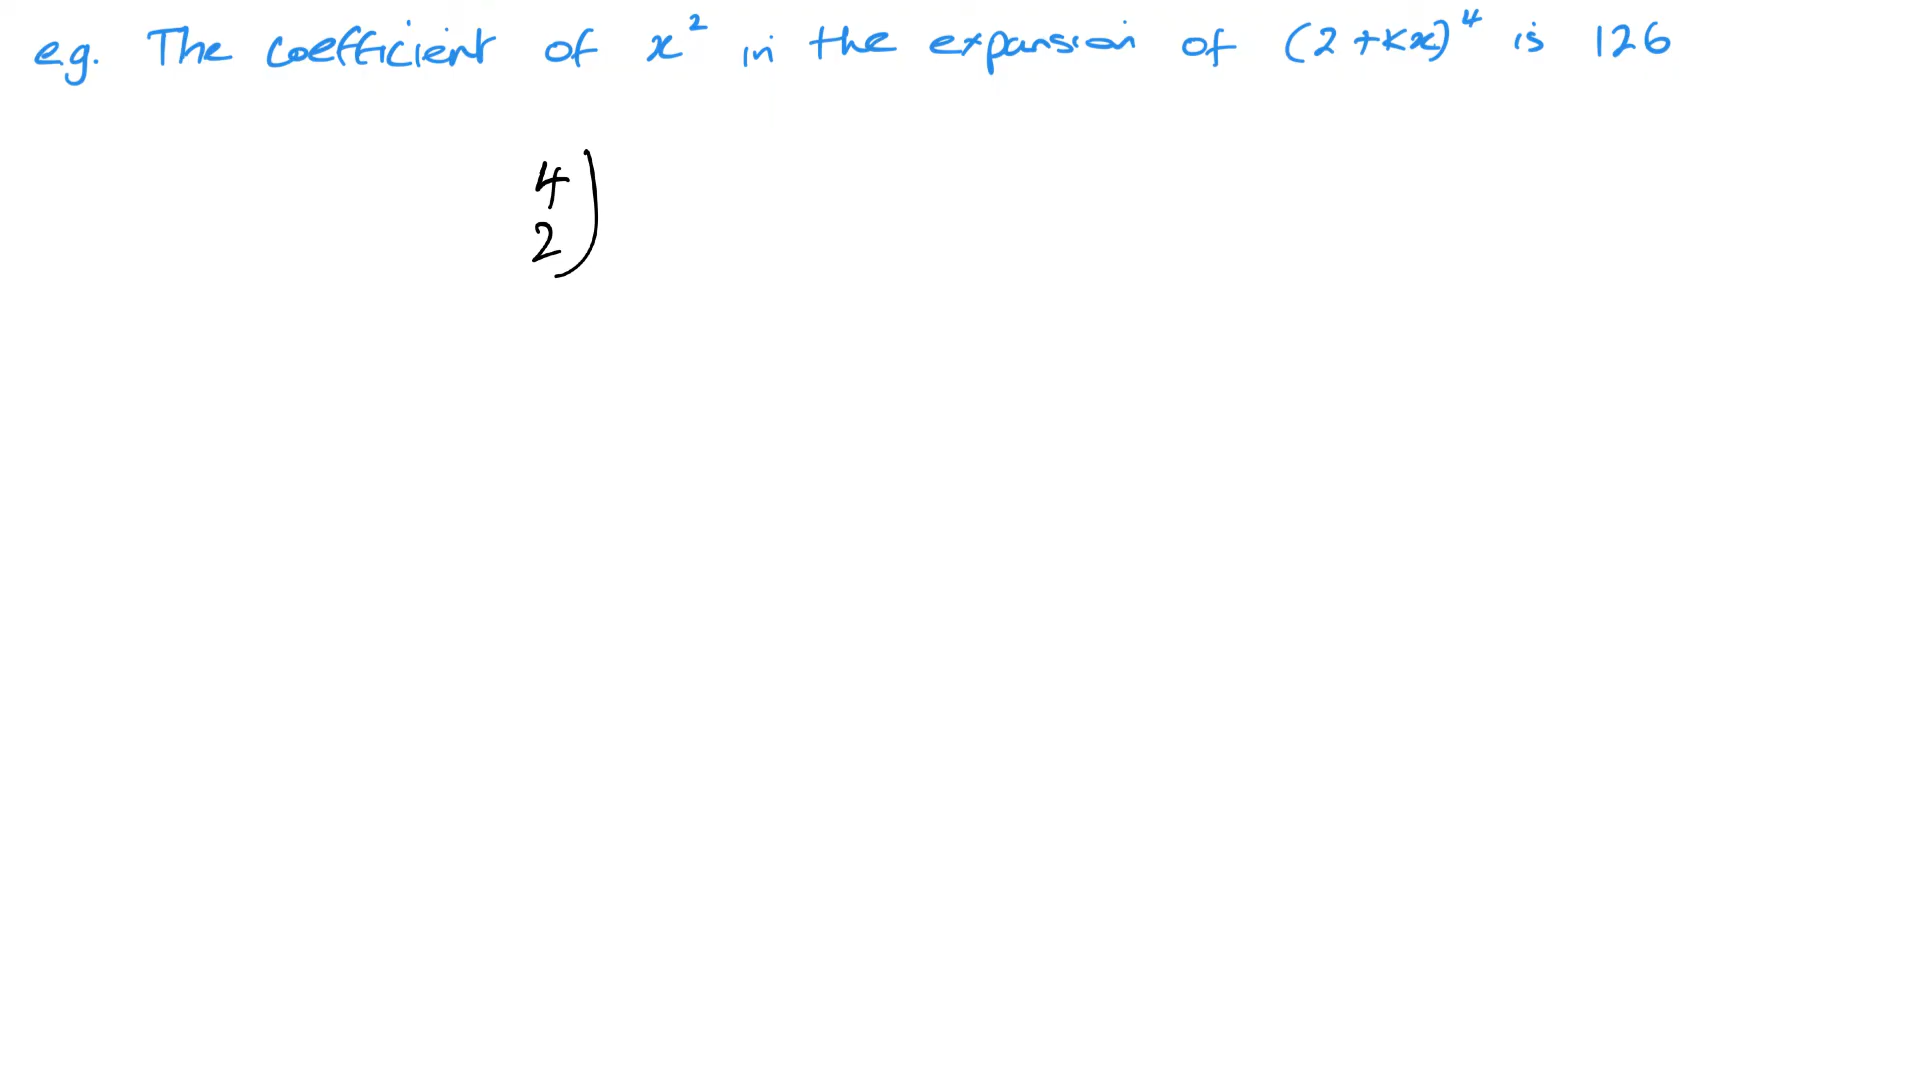 e.g. The coefficient of x² in the expansion of (2+kx)⁴ is 126
4
2)